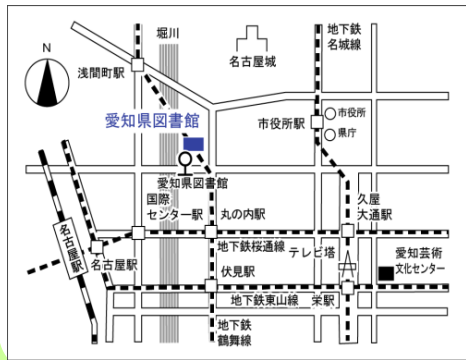 堀川
N
地下鉄
名城線
浅間町駅
名古屋城
愛知県図書館
市役所
市役所駅
県庁
愛知県図書館
国際
センター駅
丸の内駅
久屋
大通駅
名古屋駅
名古屋駅
地下鉄桜通線
テレビ塔
愛知芸術
文化センター
伏見駅
地下鉄東山線
栄駅
地下鉄
鶴舞線